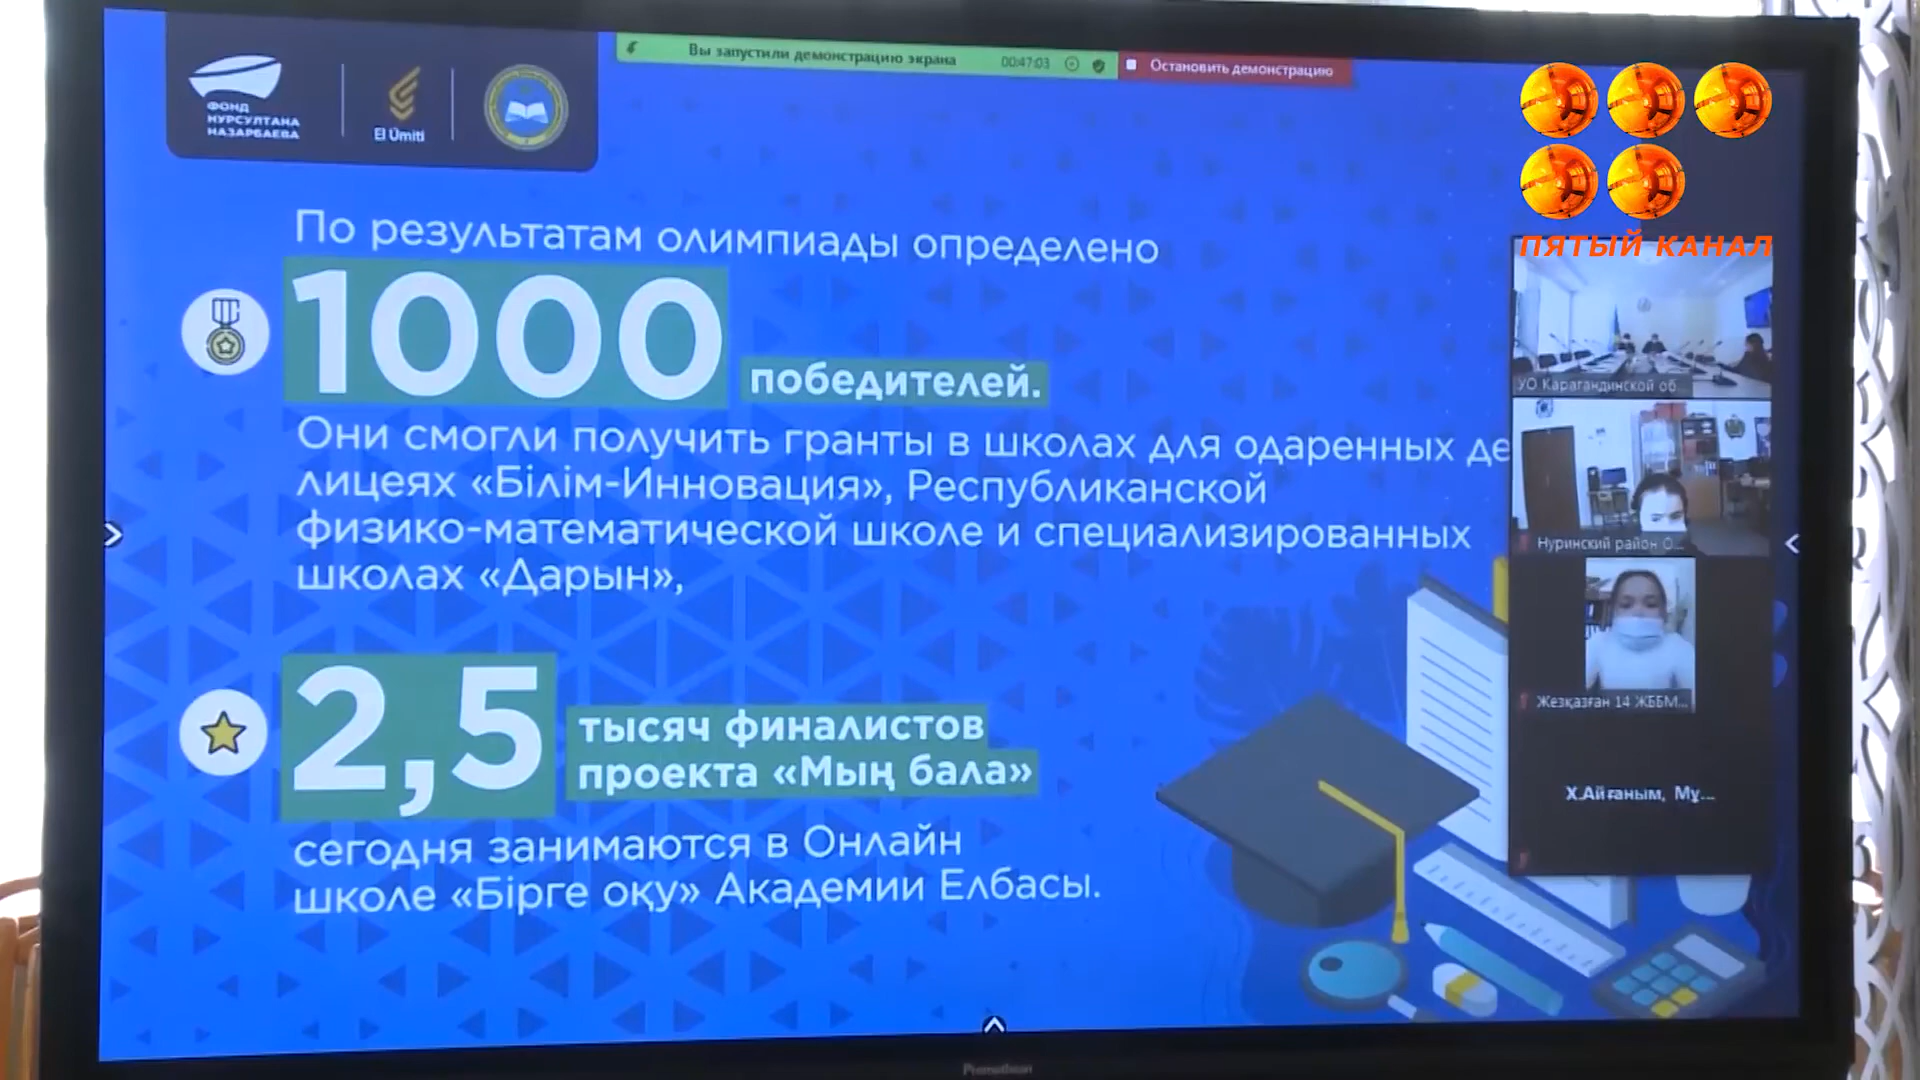 Вы запустили демонстрацию экрана
00:47:03
Остановить демонстрацию
ФОНД
НУРСУЛТАНА
НАЗАРБАЕВА
El Úmiti
ПЯТЫЙ КАНАЛ
По результатам олимпиады определено
1000
победителей.
Они смогли получить гранты в школах для одаренных де
лицеях «Білім-Инновация», Республиканской
физико-математической школе и специализированных
школах «Дарын»,
2,5
тысяч финалистов
проекта «Мың бала»
сегодня занимаются в Онлайн
школе «Бірге оқу» Академии Елбасы.
УО Карагандинской об...
Нуринский район О...
Жезқазған 14 ЖББМ...
Х.Айғаным, Мұ...
Promethean